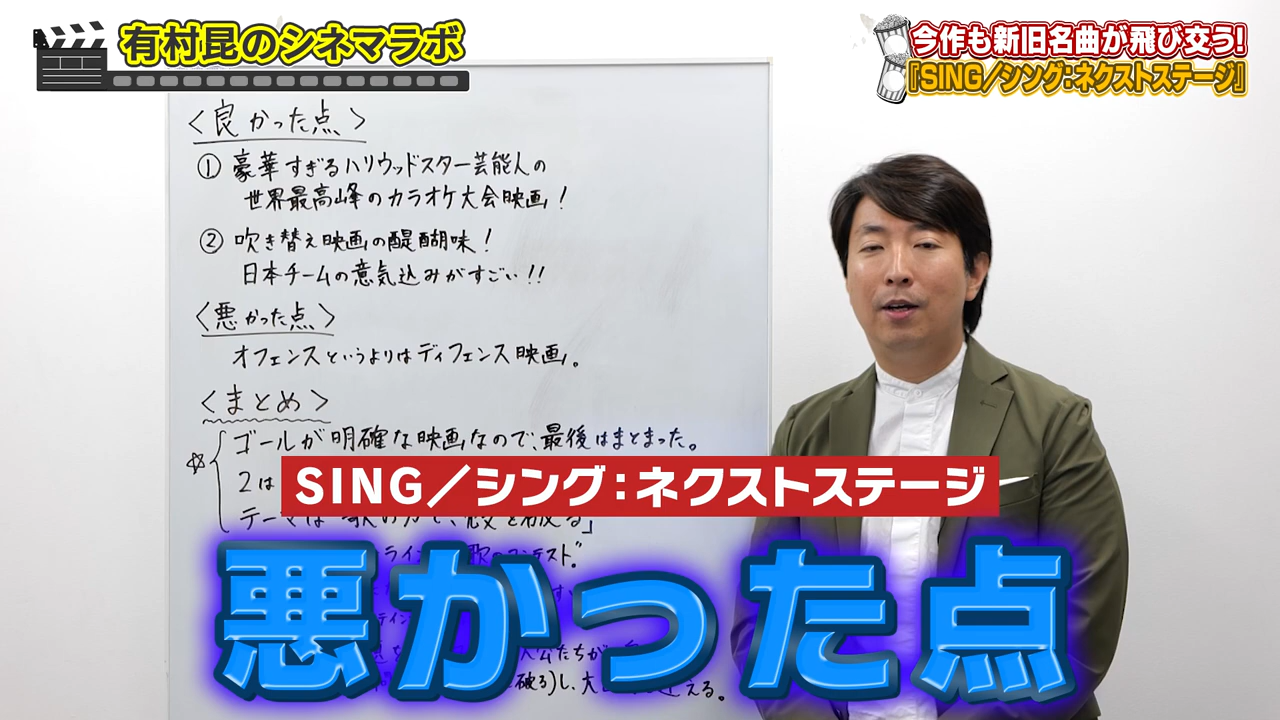 有村昆のシネマラボ
今作も新旧名曲が飛び交う!
『SING/シング:ネクストステージ』
<良かった点>
① 豪華すぎるハリウッドスター芸能人の
世界最高峰のカラオケ大会映画!
② 吹き替え映画の醍醐味!
日本チームの意気込みがすごい!!
<悪かった点>
オフェンスというよりはディフェンス映画。
<まとめ>
☆ ゴールが明確な映画なので、最後はまとまった。
2は
SING/シング:ネクストステージ
テーマは
悪かった点